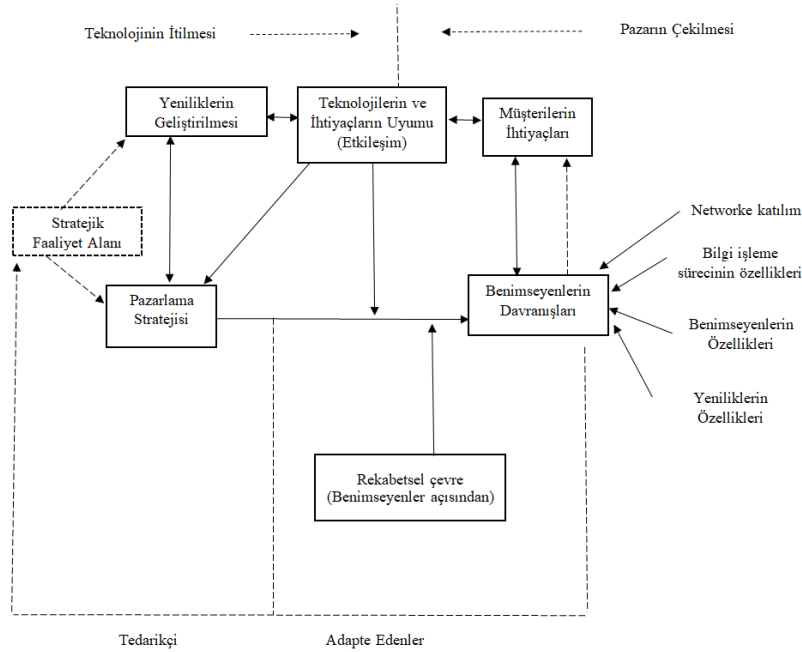 Teknolojinin İtilmesi
Pazarın Çekilmesi
Yeniliklerin
Geliştirilmesi
Teknolojilerin ve
İhtiyaçların Uyumu
(Etkileşim)
Müşterilerin
İhtiyaçları
Stratejik
Faaliyet Alanı
Networke katılım
Bilgi işleme
sürecinin özellikleri
Pazarlama
Stratejisi
Benimseyenlerin
Davranışları
Benimseyenlerin
Özellikleri
Yeniliklerin
Özellikleri
Rekabetsel çevre
(Benimseyenler açısından)
Tedarikçi
Adapte Edenler